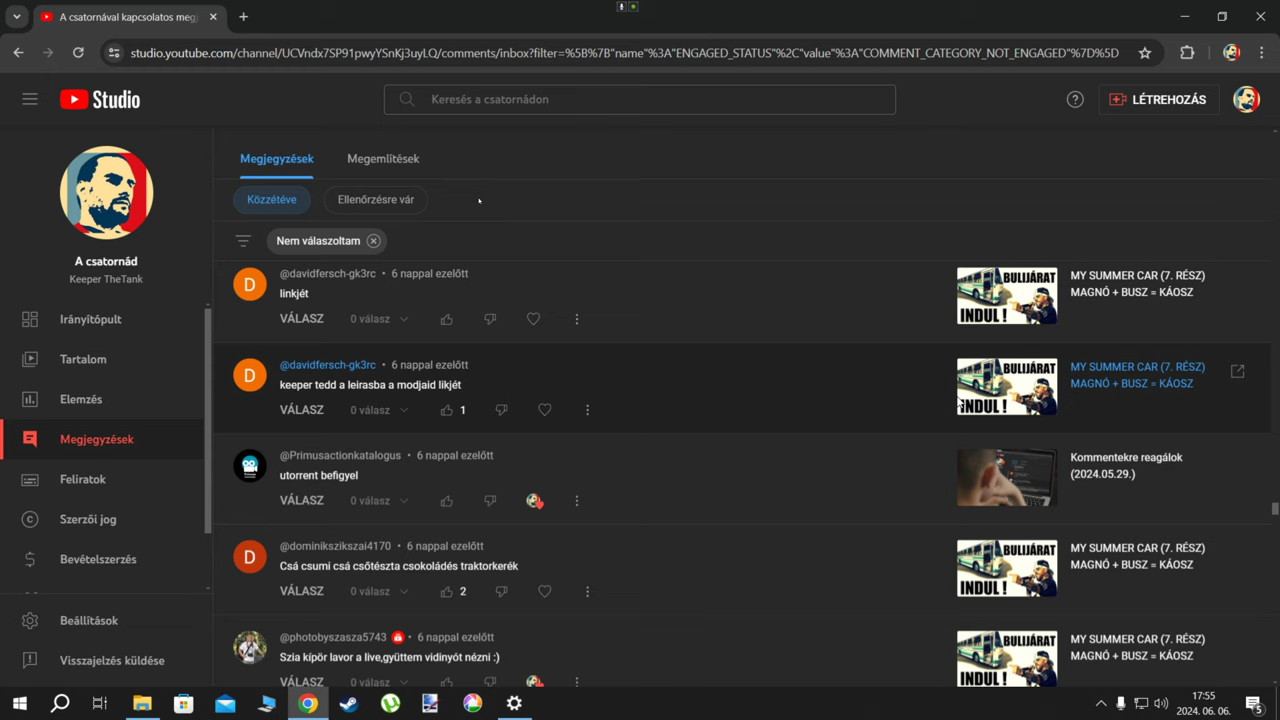 A csatornával kapcsolatos megj
studio.youtube.com/channel/UCVndx7SP91pwyYSnKj3uyLQ/comments/inbox?filter=%5B%7B"name"%3A"ENGAGED_STATUS"%2C"value"%3A"COMMENT_CATEGORY_NOT_ENGAGED"%7D%5D
Studio
Keresés a csatornádon
LÉTREHOZÁS
A csatornád
Keeper TheTank
Irányítópult
Tartalom
Elemzés
Megjegyzések
Feliratok
Szerzői jog
Bevételszerzés
Beállítások
Visszajelzés küldése
Megjegyzések
Megemlítések
Közzétéve
Ellenőrzésre vár
Nem válaszoltam
D
@davidfersch-gk3rc • 6 nappal ezelőtt
linkjét
VÁLASZ 0 válasz
BULIJÁRAT
INDUL !
MY SUMMER CAR (7. RÉSZ)
MAGNÓ + BUSZ = KÁOSZ
D
@davidfersch-gk3rc • 6 nappal ezelőtt
keeper tedd a leirasba a modjaid likjét
VÁLASZ 0 válasz 1
BULIJÁRAT
INDUL !
MY SUMMER CAR (7. RÉSZ)
MAGNÓ + BUSZ = KÁOSZ
@Primusactionkatalogus • 6 nappal ezelőtt
utorrent befigyel
VÁLASZ 0 válasz
Kommentekre reagálok
(2024.05.29.)
D
@dominikszikszai4170 • 6 nappal ezelőtt
Csá csumi csá csőtészta csokoládés traktorkerék
VÁLASZ 0 válasz 2
BULIJÁRAT
INDUL !
MY SUMMER CAR (7. RÉSZ)
MAGNÓ + BUSZ = KÁOSZ
@photobyszasza5743 • 6 nappal ezelőtt
Szia kípör lavor a live,gyüttem vidinyót nézni :)
VÁLASZ 0 válasz
BULIJÁRAT
INDUL !
MY SUMMER CAR (7. RÉSZ)
MAGNÓ + BUSZ = KÁOSZ
17:55
2024. 06. 06.
5